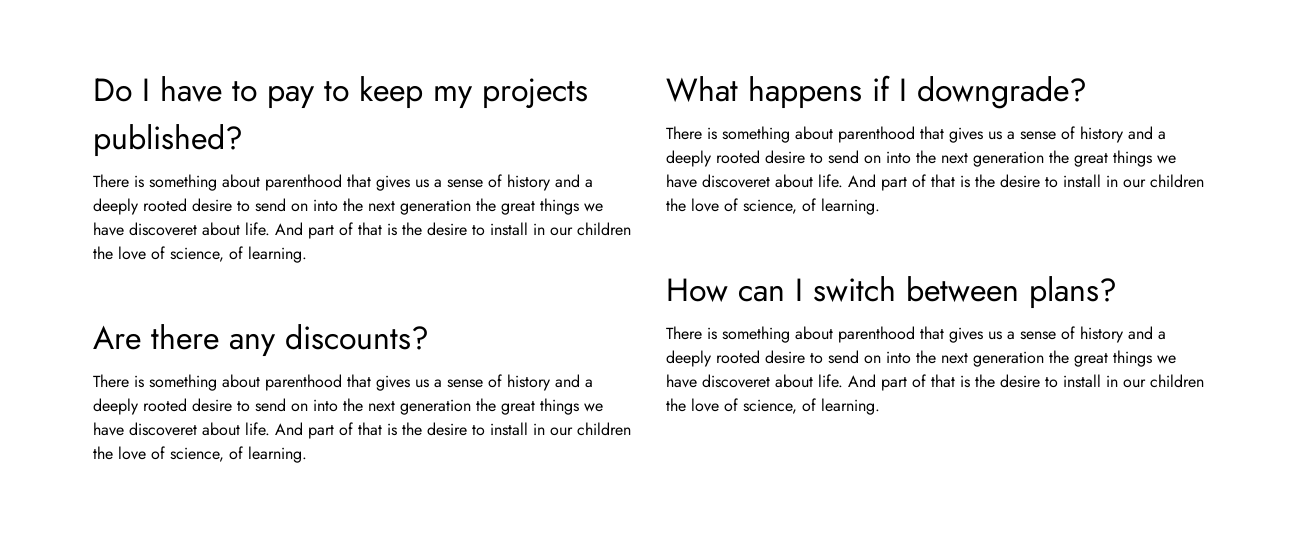 Do I have to pay to keep my projects
published?
There is something about parenthood that gives us a sense of history and a
deeply rooted desire to send on into the next generation the great things we
have discoveret about life. And part of that is the desire to install in our children
the love of science, of learning.
Are there any discounts?
There is something about parenthood that gives us a sense of history and a
deeply rooted desire to send on into the next generation the great things we
have discoveret about life. And part of that is the desire to install in our children
the love of science, of learning.
What happens if I downgrade?
There is something about parenthood that gives us a sense of history and a
deeply rooted desire to send on into the next generation the great things we
have discoveret about life. And part of that is the desire to install in our children
the love of science, of learning.
How can I switch between plans?
There is something about parenthood that gives us a sense of history and a
deeply rooted desire to send on into the next generation the great things we
have discoveret about life. And part of that is the desire to install in our children
the love of science, of learning.